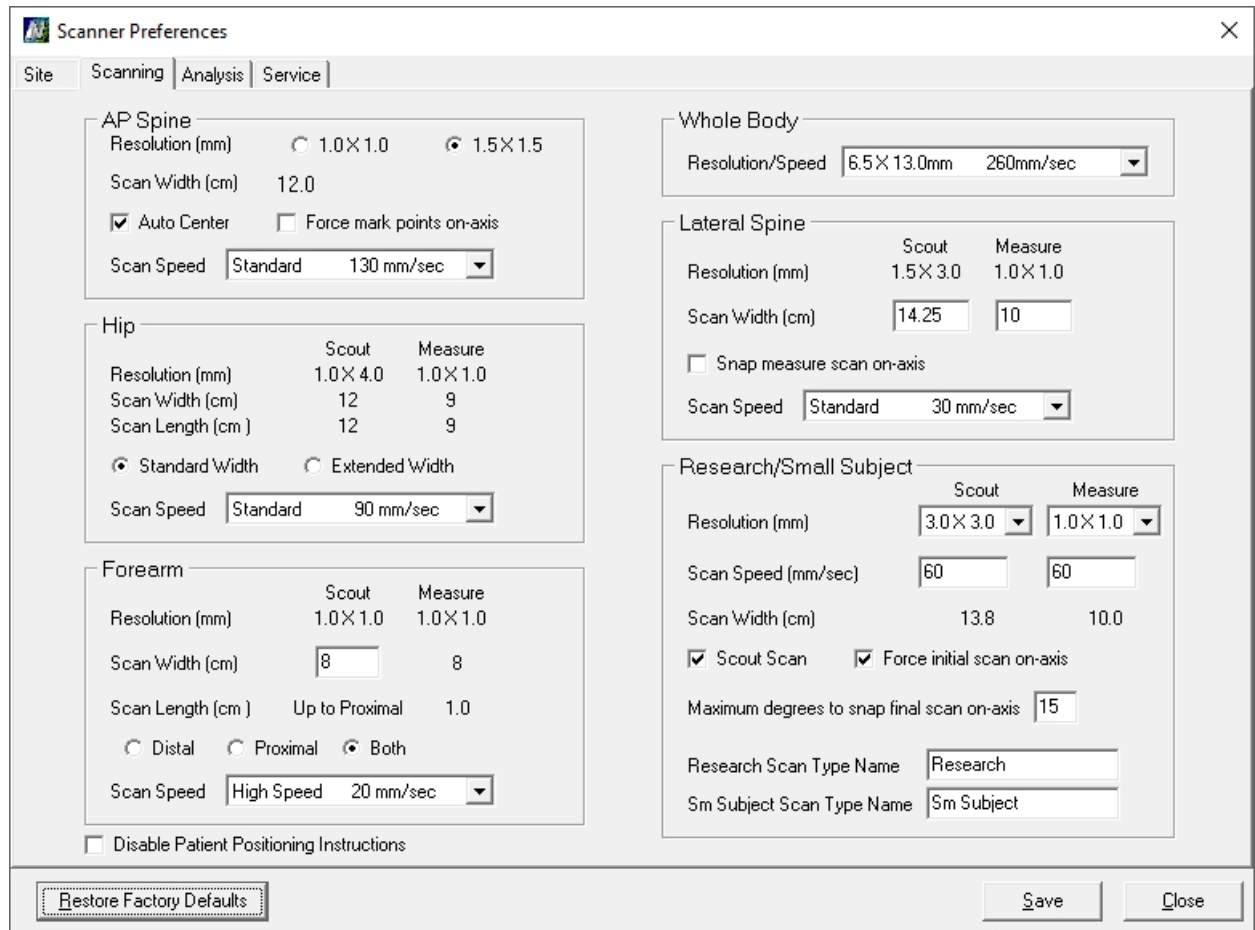 Scanner Preferences
Site Scanning Analysis Service
AP Spine
Resolution (mm) 1.0 X 1.0 1.5 X 1.5
Scan Width (cm) 12.0
Auto Center Force mark points on-axis
Scan Speed Standard 130 mm/sec
Hip
Scout Measure
Resolution (mm) 1.0 X 4.0 1.0 X 1.0
Scan Width (cm) 12 9
Scan Length (cm ) 12 9
Standard Width Extended Width
Scan Speed Standard 90 mm/sec
Forearm
Scout Measure
Resolution (mm) 1.0 X 1.0 1.0 X 1.0
Scan Width (cm) 8 8
Scan Length (cm ) Up to Proximal 1.0
Distal Proximal Both
Scan Speed High Speed 20 mm/sec
Disable Patient Positioning Instructions
Whole Body
Resolution/Speed 6.5 X 13.0mm 260mm/sec
Lateral Spine
Scout Measure
Resolution (mm) 1.5 X 3.0 1.0 X 1.0
Scan Width (cm) 14.25 10
Snap measure scan on-axis
Scan Speed Standard 30 mm/sec
Research/Small Subject
Scout Measure
Resolution (mm) 3.0 X 3.0 1.0 X 1.0
Scan Speed (mm/sec) 60 60
Scan Width (cm) 13.8 10.0
Scout Scan Force initial scan on-axis
Maximum degrees to snap final scan on-axis 15
Research Scan Type Name Research
Sm Subject Scan Type Name Sm Subject
Restore Factory Defaults Save Close